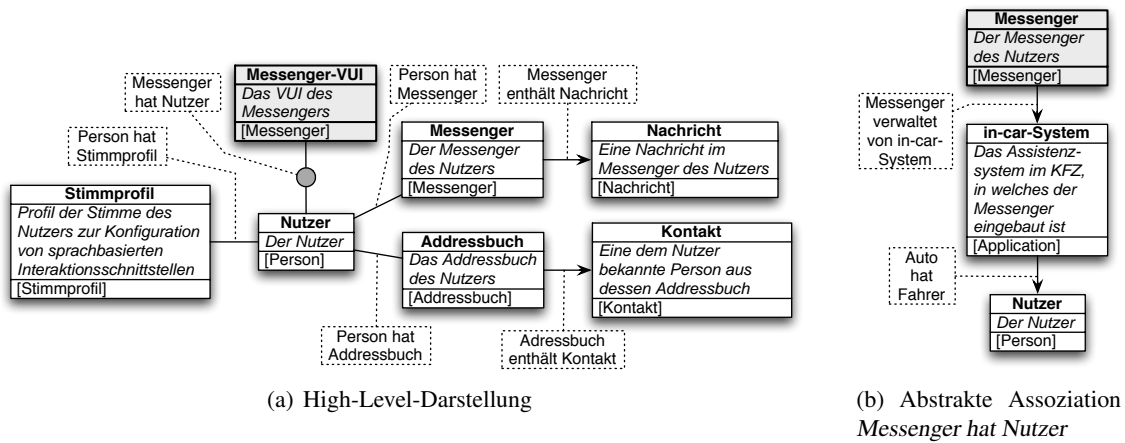 Messenger-VUI
Das VUI des
Messengers
[Messenger]
Messenger
hat Nutzer
Person hat
Stimmprofil
Person hat
Messenger
Messenger
enthält Nachricht
Messenger
Der Messenger
des Nutzers
[Messenger]
Nachricht
Eine Nachricht im
Messenger des Nutzers
[Nachricht]
Stimmprofil
Profil der Stimme des
Nutzers zur Konfiguration
von sprachbasierten
Interaktionsschnittstellen
[Stimmprofil]
Nutzer
Der Nutzer
[Person]
Addressbuch
Das Addressbuch
des Nutzers
[Addressbuch]
Kontakt
Eine dem Nutzer
bekannte Person aus
dessen Addressbuch
[Kontakt]
Person hat
Addressbuch
Adressbuch
enthält Kontakt
(a) High-Level-Darstellung
Messenger
Der Messenger
des Nutzers
[Messenger]
Messenger
verwaltet
von in-car-
System
in-car-System
Das Assistenz-
system im KFZ,
in welches der
Messenger
eingebaut ist
[Application]
Auto
hat
Fahrer
Nutzer
Der Nutzer
[Person]
(b) Abstrakte Assoziation
Messenger hat Nutzer